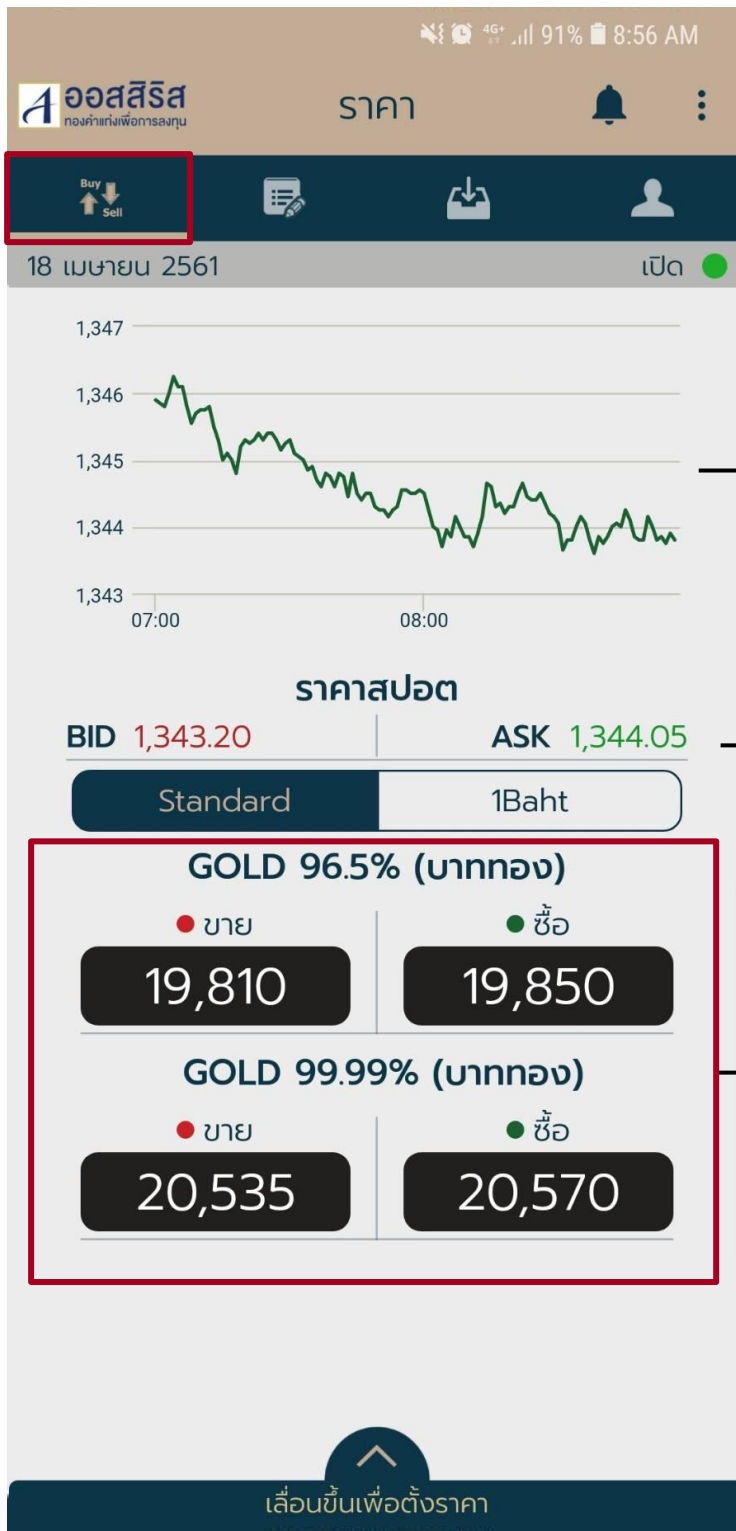 4G+ 91% 8:56 AM
A ออสสิริส
ทองคำแท่งเพื่อการลงทุน
ราคา
Buy
Sell
18 เมษายน 2561 เปิด
1,347
1,346
1,345
1,344
1,343
07:00 08:00
ราคาสปอต
BID 1,343.20 ASK 1,344.05
Standard 1Baht
GOLD 96.5% (บาททอง)
ขาย ซื้อ
19,810 19,850
GOLD 99.99% (บาททอง)
ขาย ซื้อ
20,535 20,570
เลื่อนขึ้นเพื่อตั้งราคา